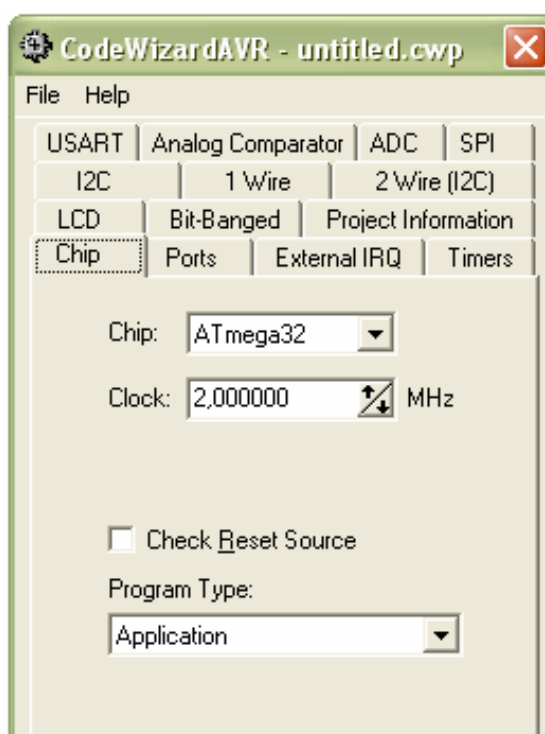 CodeWizardAVR - untitled.cwp
File Help
USART Analog Comparator ADC SPI
I2C 1 Wire 2 Wire (I2C)
LCD Bit-Banged Project Information
Chip Ports External IRQ Timers
Chip: ATmega32
Clock: 2,000000 MHz
Check Reset Source
Program Type:
Application